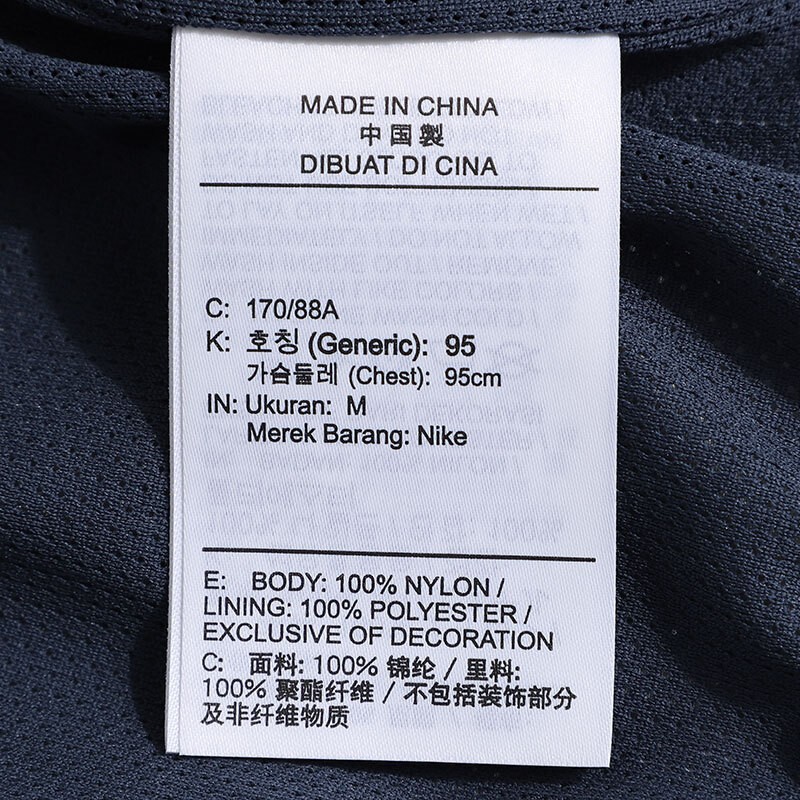 MADE IN CHINA
中国製
DIBUAT DI CINA
C: 170/88A
K: 호칭 (Generic): 95
가슴둘레 (Chest): 95cm
IN: Ukuran: M
Merek Barang: Nike
E: BODY: 100% NYLON /
LINING: 100% POLYESTER /
EXCLUSIVE OF DECORATION
C: 面料: 100% 锦纶 / 里料:
100% 聚酯纤维 / 不包括装饰部分
及非纤维物质